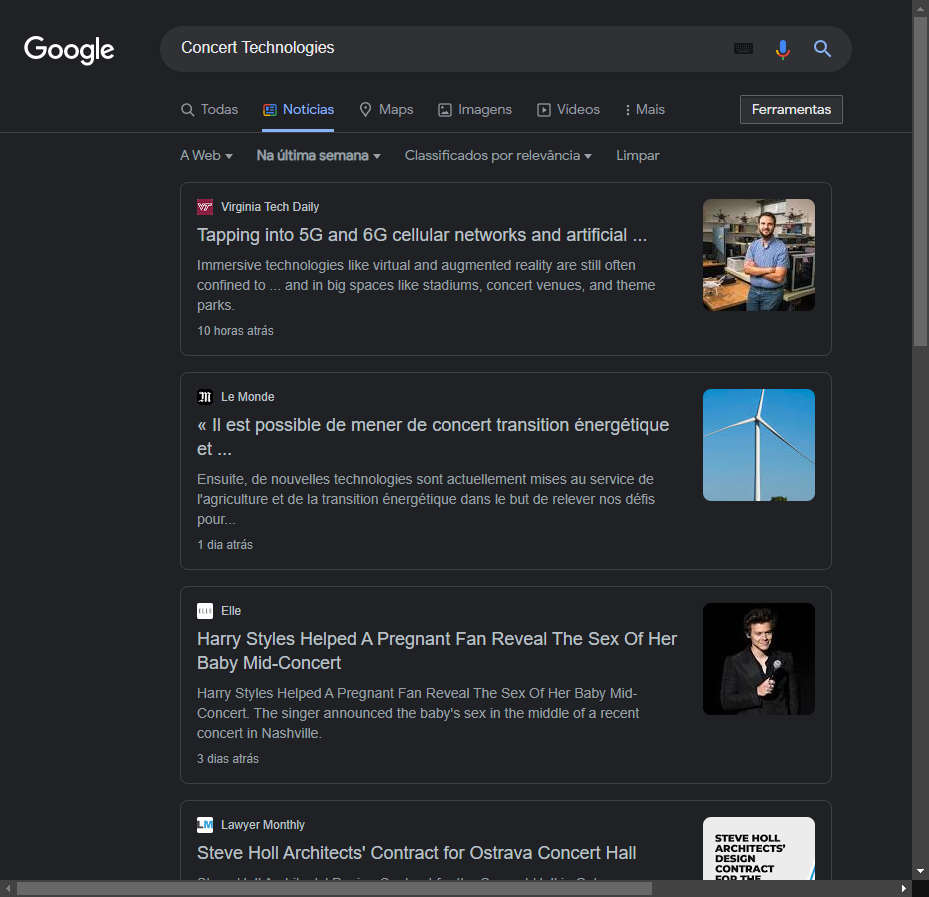 Google
Concert Technologies
Todas
Notícias
Maps
Imagens
Vídeos
Mais
Ferramentas
A Web
Na última semana
Classificados por relevância
Limpar
Virginia Tech Daily
Tapping into 5G and 6G cellular networks and artificial ...
Immersive technologies like virtual and augmented reality are still often
confined to ... and in big spaces like stadiums, concert venues, and theme
parks.
10 horas atrás
Le Monde
« Il est possible de mener de concert transition énergétique
et ...
Ensuite, de nouvelles technologies sont actuellement mises au service de
l'agriculture et de la transition énergétique dans le but de relever nos défis
pour...
1 dia atrás
ELLE
Elle
Harry Styles Helped A Pregnant Fan Reveal The Sex Of Her
Baby Mid-Concert
Harry Styles Helped A Pregnant Fan Reveal The Sex Of Her Baby Mid-
Concert. The singer announced the baby's sex in the middle of a recent
concert in Nashville.
3 dias atrás
LM
Lawyer Monthly
Steve Holl Architects' Contract for Ostrava Concert Hall
STEVE HOLL
ARCHITECTS'
DESIGN
CONTRACT
FOR THE